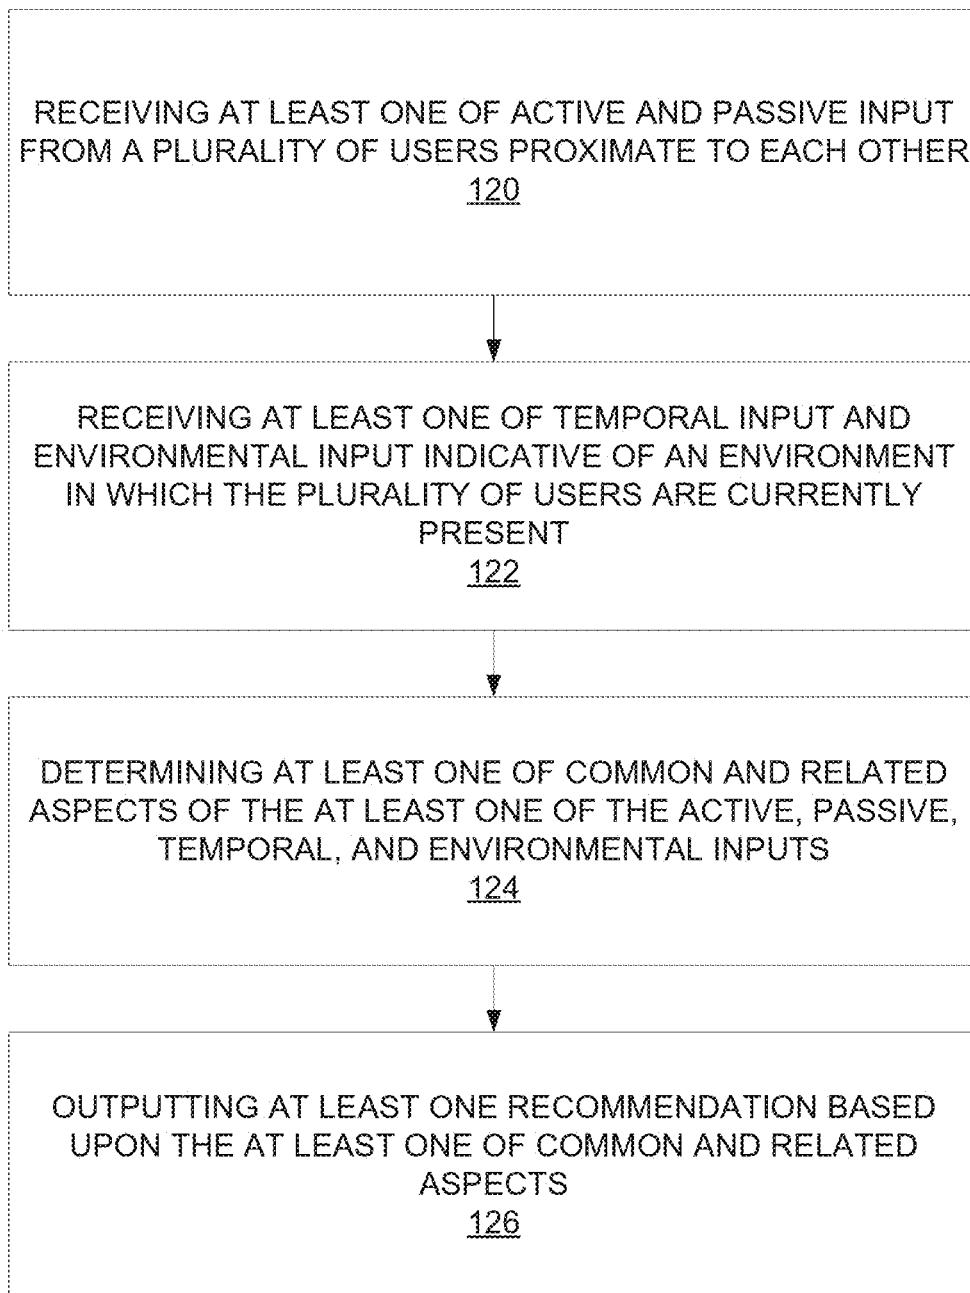 RECEIVING AT LEAST ONE OF ACTIVE AND PASSIVE INPUT
FROM A PLURALITY OF USERS PROXIMATE TO EACH OTHER
120
RECEIVING AT LEAST ONE OF TEMPORAL INPUT AND
ENVIRONMENTAL INPUT INDICATIVE OF AN ENVIRONMENT
IN WHICH THE PLURALITY OF USERS ARE CURRENTLY
PRESENT
122
DETERMINING AT LEAST ONE OF COMMON AND RELATED
ASPECTS OF THE AT LEAST ONE OF THE ACTIVE, PASSIVE,
TEMPORAL, AND ENVIRONMENTAL INPUTS
124
OUTPUTTING AT LEAST ONE RECOMMENDATION BASED
UPON THE AT LEAST ONE OF COMMON AND RELATED
ASPECTS
126